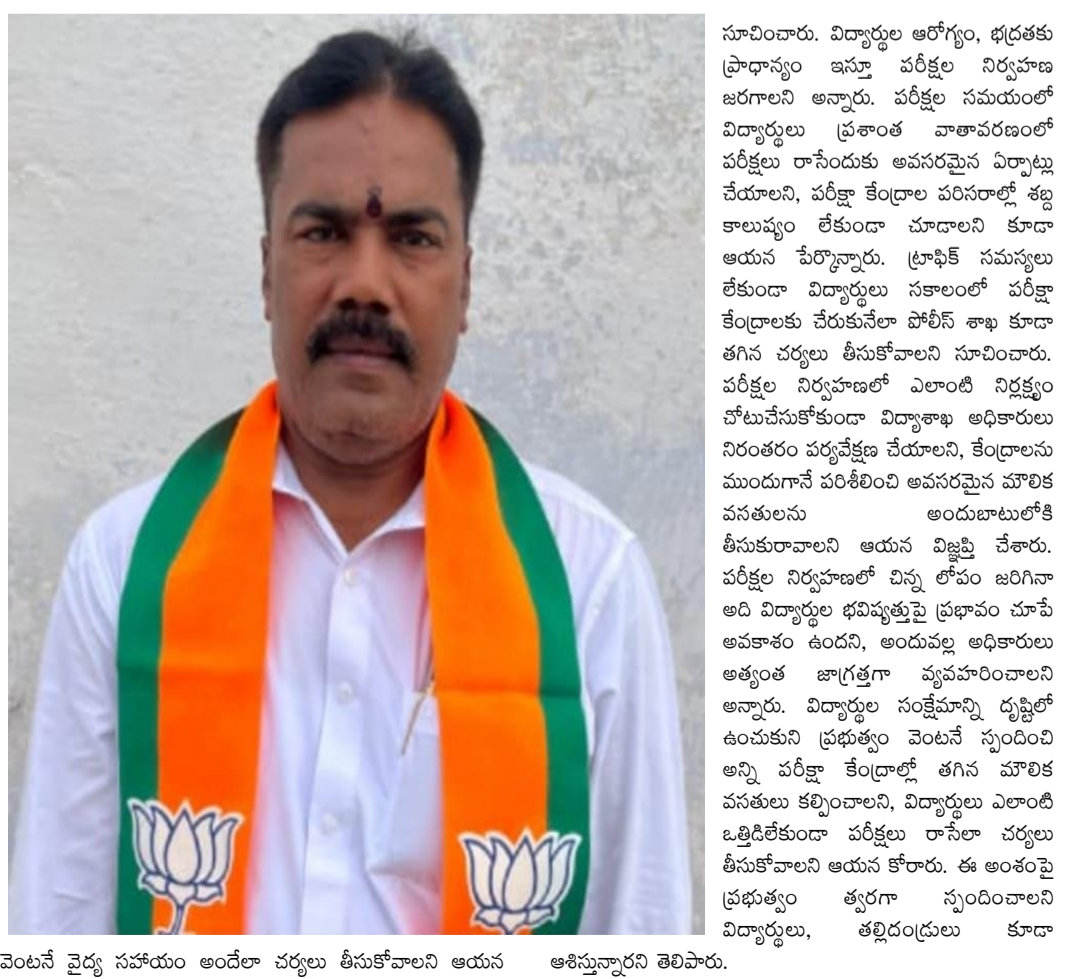 వెంటనే వైద్య సహాయం అందేలా చర్యలు తీసుకోవాలని ఆయన
సూచించారు. విద్యార్థుల ఆరోగ్యం, భద్రతకు
ప్రాధాన్యం ఇస్తూ పరీక్షల నిర్వహణ
జరగాలని అన్నారు. పరీక్షల సమయంలో
విద్యార్థులు ప్రశాంత వాతావరణంలో
పరీక్షలు రాసేందుకు అవసరమైన ఏర్పాట్లు
చేయాలని, పరీక్షా కేంద్రాల పరిసరాల్లో శబ్ద
కాలుష్యం లేకుండా చూడాలని కూడా
ఆయన పేర్కొన్నారు. ట్రాఫిక్ సమస్యలు
లేకుండా విద్యార్థులు సకాలంలో పరీక్షా
కేంద్రాలకు చేరుకునేలా పోలీస్ శాఖ కూడా
తగిన చర్యలు తీసుకోవాలని సూచించారు.
పరీక్షల నిర్వహణలో ఎలాంటి నిర్లక్ష్యం
చోటుచేసుకోకుండా విద్యాశాఖ అధికారులు
నిరంతరం పర్యవేక్షణ చేయాలని, కేంద్రాలను
ముందుగానే పరిశీలించి అవసరమైన మౌలిక
వసతులను అందుబాటులోకి
తీసుకురావాలని ఆయన విజ్ఞప్తి చేశారు.
పరీక్షల నిర్వహణలో చిన్న లోపం జరిగినా
అది విద్యార్థుల భవిష్యత్తుపై ప్రభావం చూపే
అవకాశం ఉందని, అందువల్ల అధికారులు
అత్యంత జాగ్రత్తగా వ్యవహరించాలని
అన్నారు. విద్యార్థుల సంక్షేమాన్ని దృష్టిలో
ఉంచుకుని ప్రభుత్వం వెంటనే స్పందించి
అన్ని పరీక్షా కేంద్రాల్లో తగిన మౌలిక
వసతులు కల్పించాలని, విద్యార్థులు ఎలాంటి
ఒత్తిడిలేకుండా పరీక్షలు రాసేలా చర్యలు
తీసుకోవాలని ఆయన కోరారు. ఈ అంశంపై
ప్రభుత్వం త్వరగా స్పందించాలని
విద్యార్థులు, తల్లిదండ్రులు కూడా
ఆశిస్తున్నారని తెలిపారు.